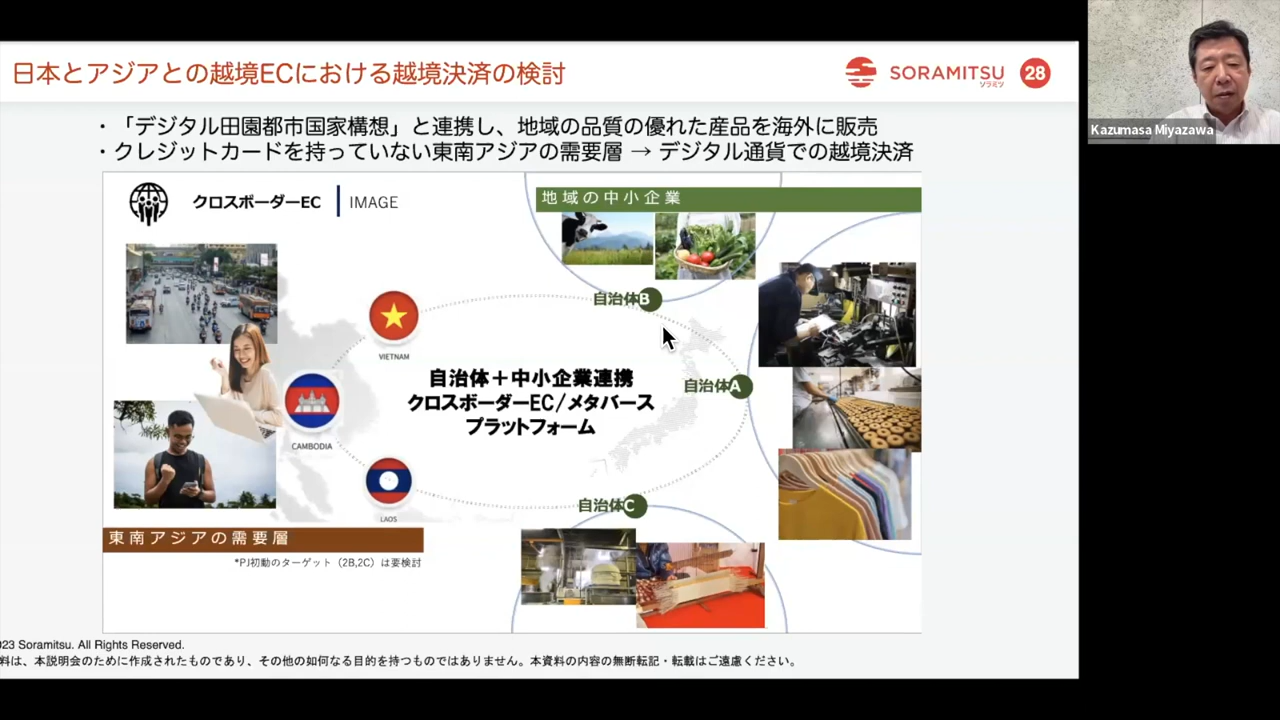 日本とアジアとの越境ECにおける越境決済の検討
SORAMITSU
ソラミツ
28
Kazumasa Miyazawa
・「デジタル田園都市国家構想」と連携し、地域の品質の優れた産品を海外に販売
・クレジットカードを持っていない東南アジアの需要層 → デジタル通貨での越境決済
クロスボーダーEC
IMAGE
地域の中小企業
自治体B
VIETNAM
自治体A
自治体＋中小企業連携
クロスボーダーEC/メタバース
プラットフォーム
CAMBODIA
自治体C
LAOS
東南アジアの需要層
*PJ初動のターゲット（2B,2C）は要検討
23 Soramitsu. All Rights Reserved.
料は、本説明会のために作成されたものであり、その他の如何なる目的を持つものではありません。本資料の内容の無断転記・転載はご遠慮ください。